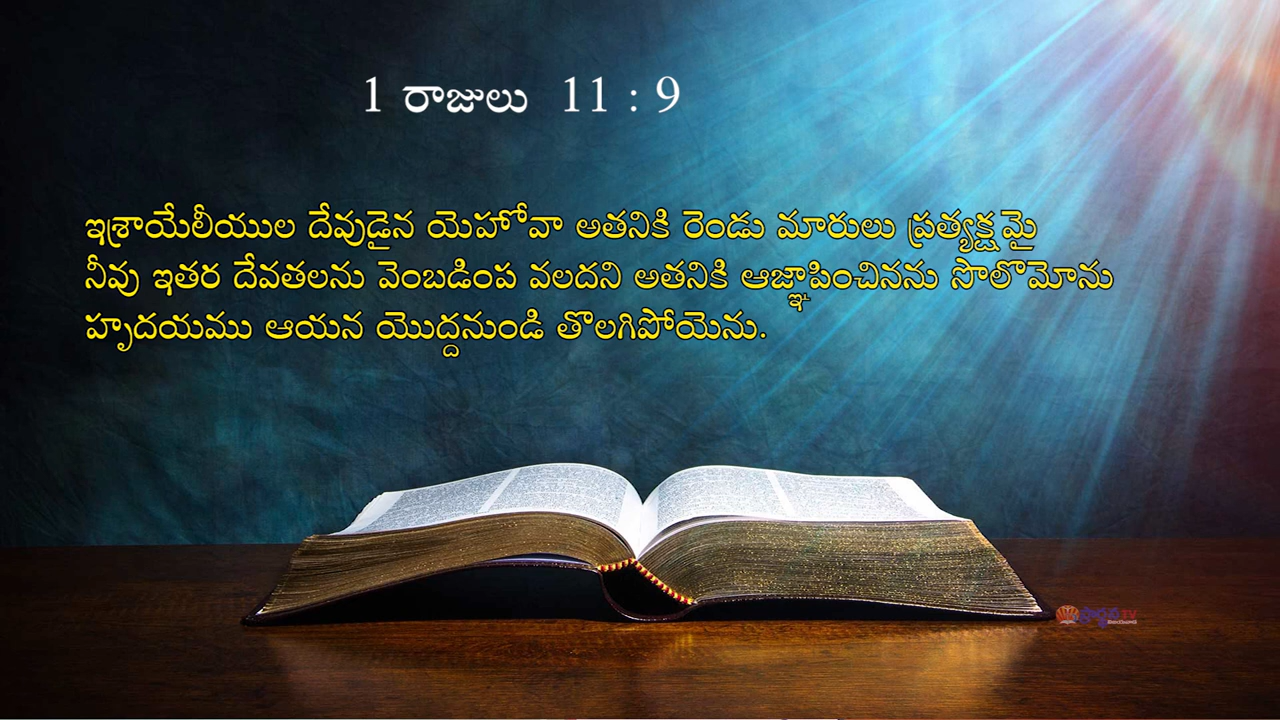 1 రాజులు 11 : 9
ఇశ్రాయేలీయుల దేవుడైన యెహోవా అతనికి రెండు మారులు ప్రత్యక్షమై
నీవు ఇతర దేవతలను వెంబడింప వలదని అతనికి ఆజ్ఞాపించినను సొలొమోను
హృదయము ఆయన యొద్దనుండి తొలగిపోయెను.